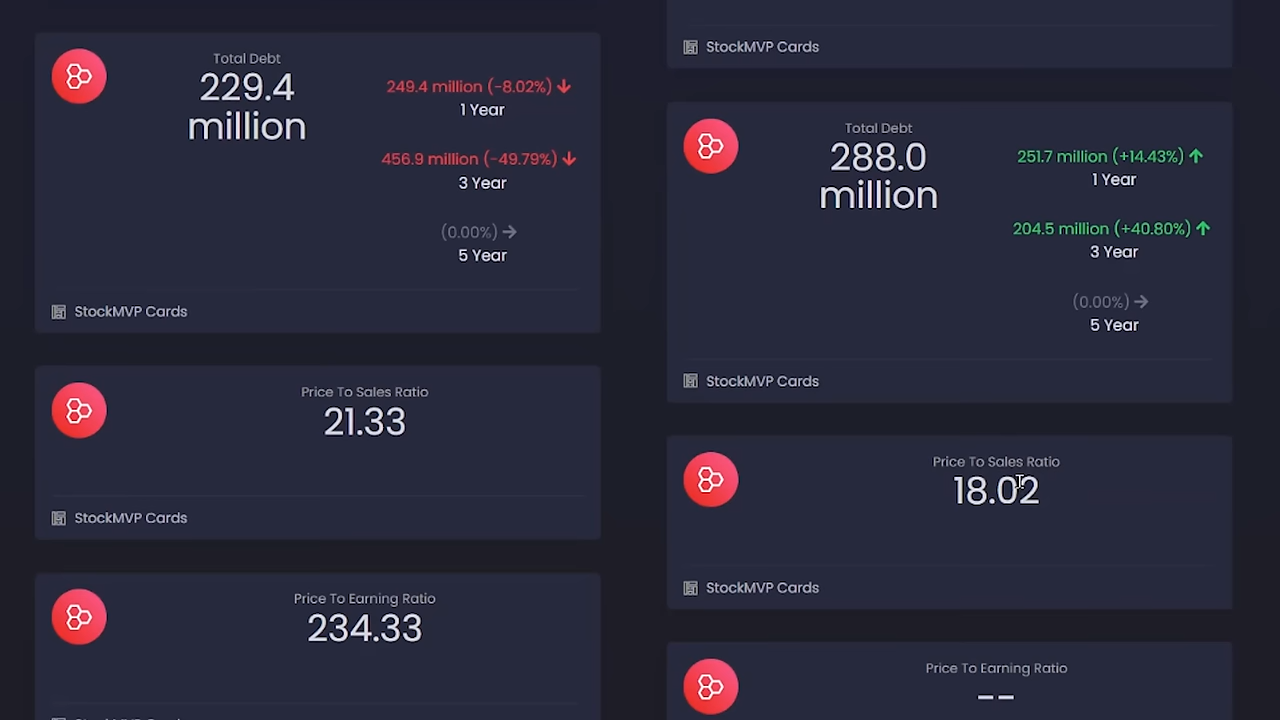 Total Debt
229.4
million
249.4 million (-8.02%)
1 Year
456.9 million (-49.79%)
3 Year
(0.00%)
5 Year
StockMVP Cards
Price To Sales Ratio
21.33
StockMVP Cards
Price To Earning Ratio
234.33
StockMVP Cards
StockMVP Cards
Total Debt
288.0
million
251.7 million (+14.43%)
1 Year
204.5 million (+40.80%)
3 Year
(0.00%)
5 Year
StockMVP Cards
Price To Sales Ratio
18.02
StockMVP Cards
Price To Earning Ratio
--